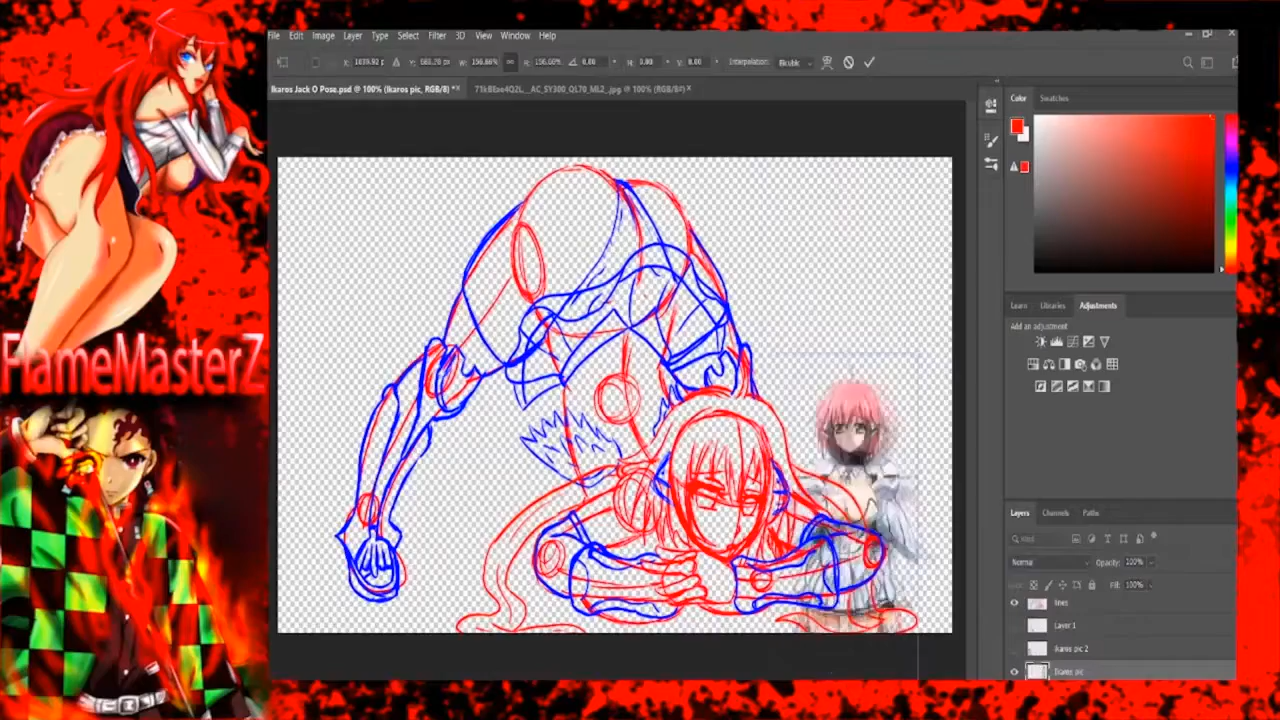 File Edit Image Layer Type Select Filter 3D View Window Help
Interpolation:
Ikaros Jack O Pose.psd @ 100% (Ikaros pic, RGB/8) *
Color Swatches
FlameMasterZ
Learn Libraries Adjustments
Add an adjustment
Layers Channels Paths
Normal Opacity: 100%
Fill: 100%
lines
Layer 1
Ikaros pic 2
Ikaros pic